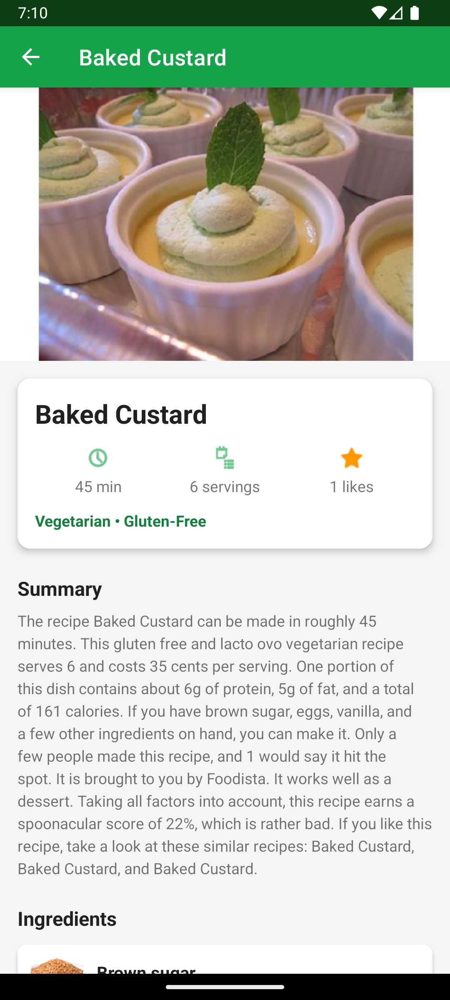 7:10
Baked Custard
Baked Custard
45 min
6 servings
1 likes
Vegetarian • Gluten-Free
Summary
The recipe Baked Custard can be made in roughly 45
minutes. This gluten free and lacto ovo vegetarian recipe
serves 6 and costs 35 cents per serving. One portion of
this dish contains about 6g of protein, 5g of fat, and a total
of 161 calories. If you have brown sugar, eggs, vanilla, and
a few other ingredients on hand, you can make it. Only a
few people made this recipe, and 1 would say it hit the
spot. It is brought to you by Foodista. It works well as a
dessert. Taking all factors into account, this recipe earns a
spoonacular score of 22%, which is rather bad. If you like this
recipe, take a look at these similar recipes: Baked Custard,
Baked Custard, and Baked Custard.
Ingredients
Brown sugar